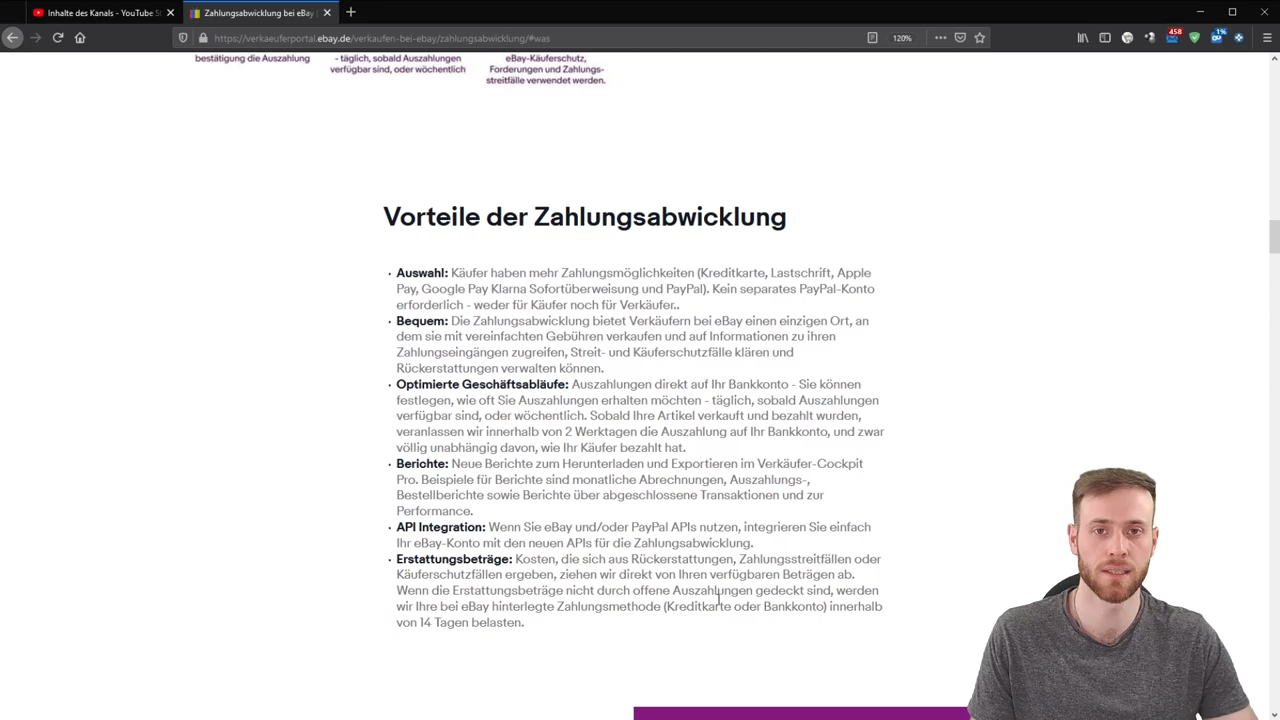 Inhalte des Kanals - YouTube S
Zahlungsabwicklung bei eBay |
https://verkaeuferportal.ebay.de/verkaufen-bei-ebay/zahlungsabwicklung/#was
120%
458
1%
bestätigung die Auszahlung
- täglich, sobald Auszahlungen
verfügbar sind, oder wöchentlich
eBay-Käuferschutz,
Forderungen und Zahlungs-
streitfälle verwendet werden.
Vorteile der Zahlungsabwicklung
· Auswahl: Käufer haben mehr Zahlungsmöglichkeiten (Kreditkarte, Lastschrift, Apple
Pay, Google Pay Klarna Sofortüberweisung und PayPal). Kein separates PayPal-Konto
erforderlich - weder für Käufer noch für Verkäufer..
· Bequem: Die Zahlungsabwicklung bietet Verkäufern bei eBay einen einzigen Ort, an
dem sie mit vereinfachten Gebühren verkaufen und auf Informationen zu ihren
Zahlungseingängen zugreifen, Streit- und Käuferschutzfälle klären und
Rückerstattungen verwalten können.
· Optimierte Geschäftsabläufe: Auszahlungen direkt auf Ihr Bankkonto - Sie können
festlegen, wie oft Sie Auszahlungen erhalten möchten - täglich, sobald Auszahlungen
verfügbar sind, oder wöchentlich. Sobald Ihre Artikel verkauft und bezahlt wurden,
veranlassen wir innerhalb von 2 Werktagen die Auszahlung auf Ihr Bankkonto, und zwar
völlig unabhängig davon, wie Ihr Käufer bezahlt hat.
· Berichte: Neue Berichte zum Herunterladen und Exportieren im Verkäufer-Cockpit
Pro. Beispiele für Berichte sind monatliche Abrechnungen, Auszahlungs-,
Bestellberichte sowie Berichte über abgeschlossene Transaktionen und zur
Performance.
· API Integration: Wenn Sie eBay und/oder PayPal APIs nutzen, integrieren Sie einfach
Ihr eBay-Konto mit den neuen APIs für die Zahlungsabwicklung.
· Erstattungsbeträge: Kosten, die sich aus Rückerstattungen, Zahlungsstreitfällen oder
Käuferschutzfällen ergeben, ziehen wir direkt von Ihren verfügbaren Beträgen ab.
Wenn die Erstattungsbeträge nicht durch offene Auszahlungen gedeckt sind, werden
wir Ihre bei eBay hinterlegte Zahlungsmethode (Kreditkarte oder Bankkonto) innerhalb
von 14 Tagen belasten.